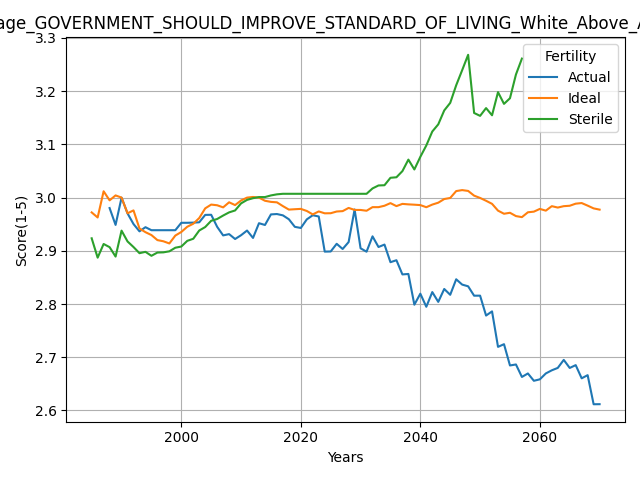 age_GOVERNMENT_SHOULD_IMPROVE_STANDARD_OF_LIVING_White_Above_A
3.3
3.2
3.1
3.0
2.9
2.8
2.7
2.6
Score(1-5)
Fertility
Actual
Ideal
Sterile
2000
2020
2040
2060
Years